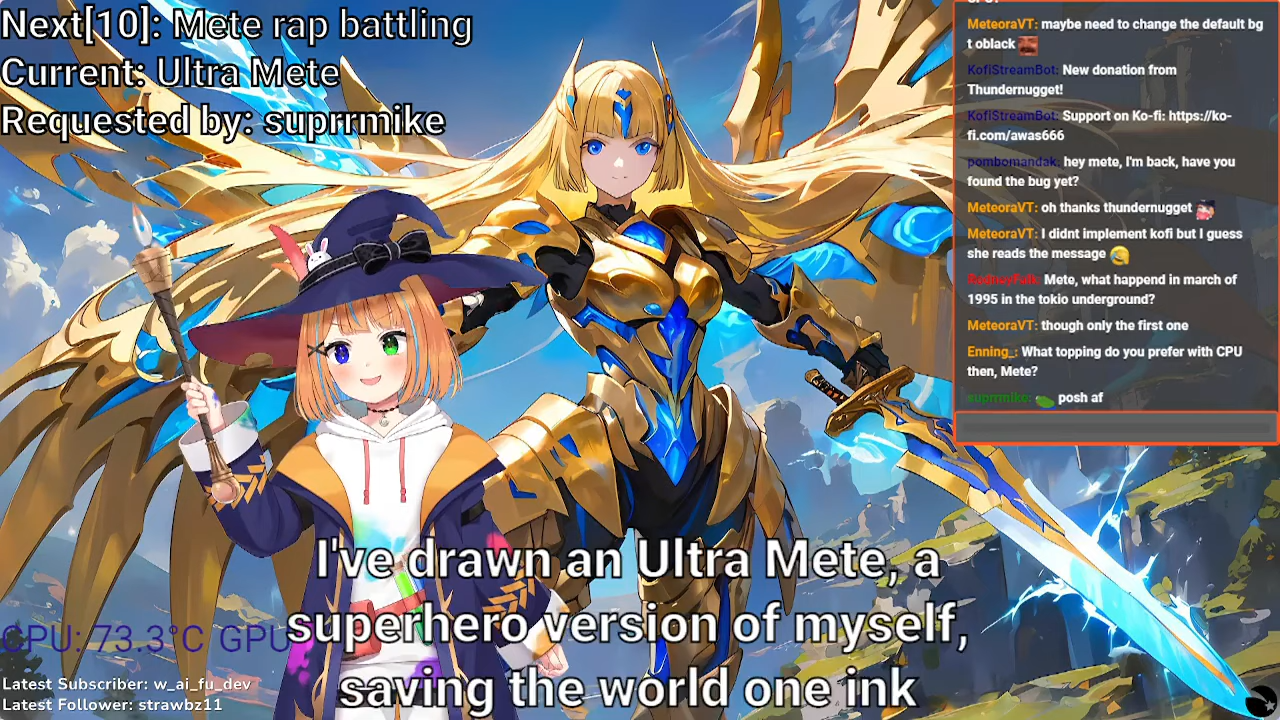 Next[10]: Mete rap battling
Current: Ultra Mete
Requested by: suprrmike
MeteoraVT: maybe need to change the default bg
t oblack
KofiStreamBot: New donation from
Thundernugget!
KofiStreamBot: Support on Ko-fi: https://ko-
fi.com/awas666
pombomandak: hey mete, I'm back, have you
found the bug yet?
MeteoraVT: oh thanks thundernugget
MeteoraVT: I didnt implement kofi but I guess
she reads the message
Mete, what happend in march of
1995 in the tokio underground?
MeteoraVT: though only the first one
Enning_: What topping do you prefer with CPU
then, Mete?
suprrmike: posh af
I've drawn an Ultra Mete, a
superhero version of myself,
saving the world one ink
CPU: 73.3°C GPU
Latest Subscriber: w_ai_fu_dev
Latest Follower: strawbz11